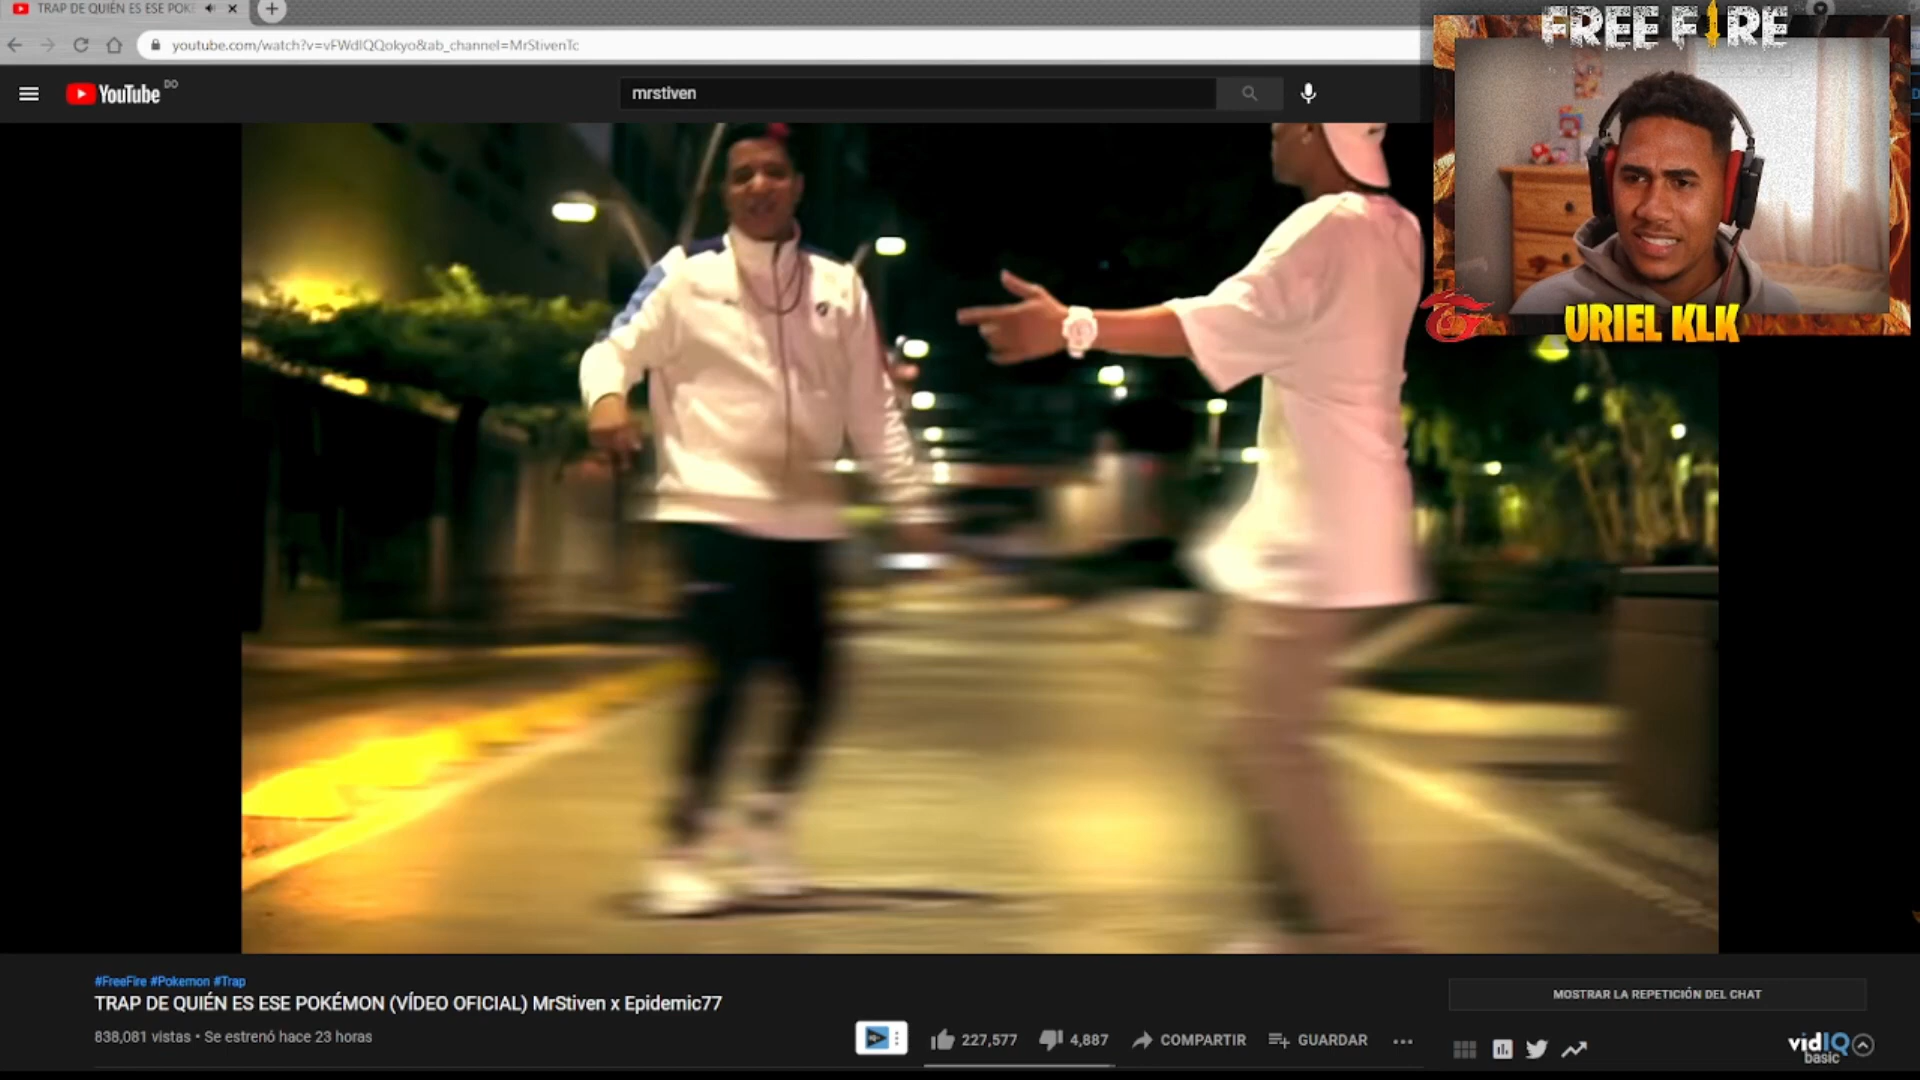 TRAP DE QUIÉN ES ESE POKÉ
youtube.com/watch?v=vFWdlQQokyo&ab_channel=MrStivenTc
FREE FIRE
YouTube DO
mrstiven
URIEL KLK
#FreeFire #Pokemon #Trap
TRAP DE QUIÉN ES ESE POKÉMON (VÍDEO OFICIAL) MrStiven x Epidemic77
838,081 vistas • Se estrenó hace 23 horas
227,577
4,887
COMPARTIR
GUARDAR
MOSTRAR LA REPETICIÓN DEL CHAT
vidIQ
basic